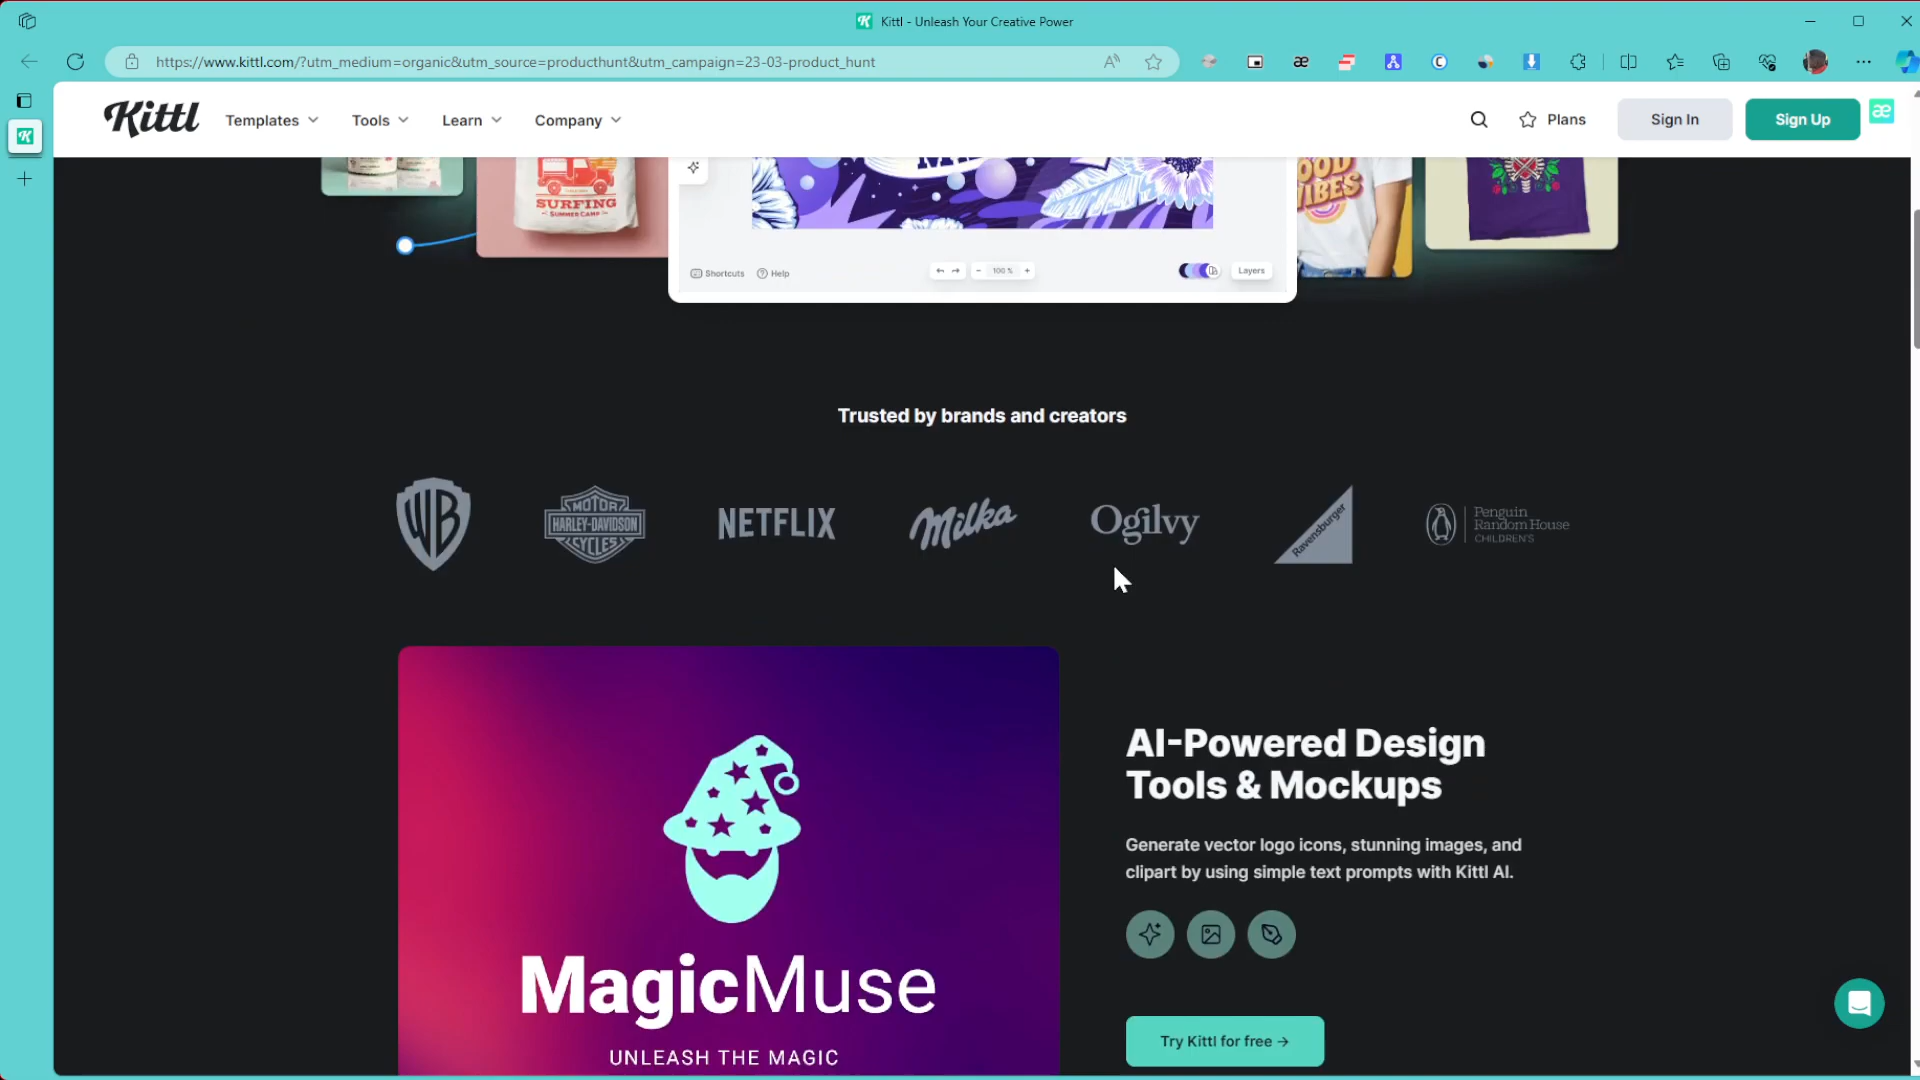 Kittl - Unleash Your Creative Power
https://www.kittl.com/?utm_medium=organic&utm_source=producthunt&utm_campaign=23-03-product_hunt
Kittl
Templates
Tools
Learn
Company
Plans
Sign In
Sign Up
SURFING
SUMMER CAMP
VIBES
Shortcuts
Help
100 %
Layers
Trusted by brands and creators
WB
MOTOR
HARLEY-DAVIDSON
CYCLES
NETFLIX
Milka
Ogilvy
Ravensburger
Penguin
Random House
CHILDREN'S
AI-Powered Design
Tools & Mockups
Generate vector logo icons, stunning images, and
clipart by using simple text prompts with Kittl AI.
MagicMuse
UNLEASH THE MAGIC
Try Kittl for free →